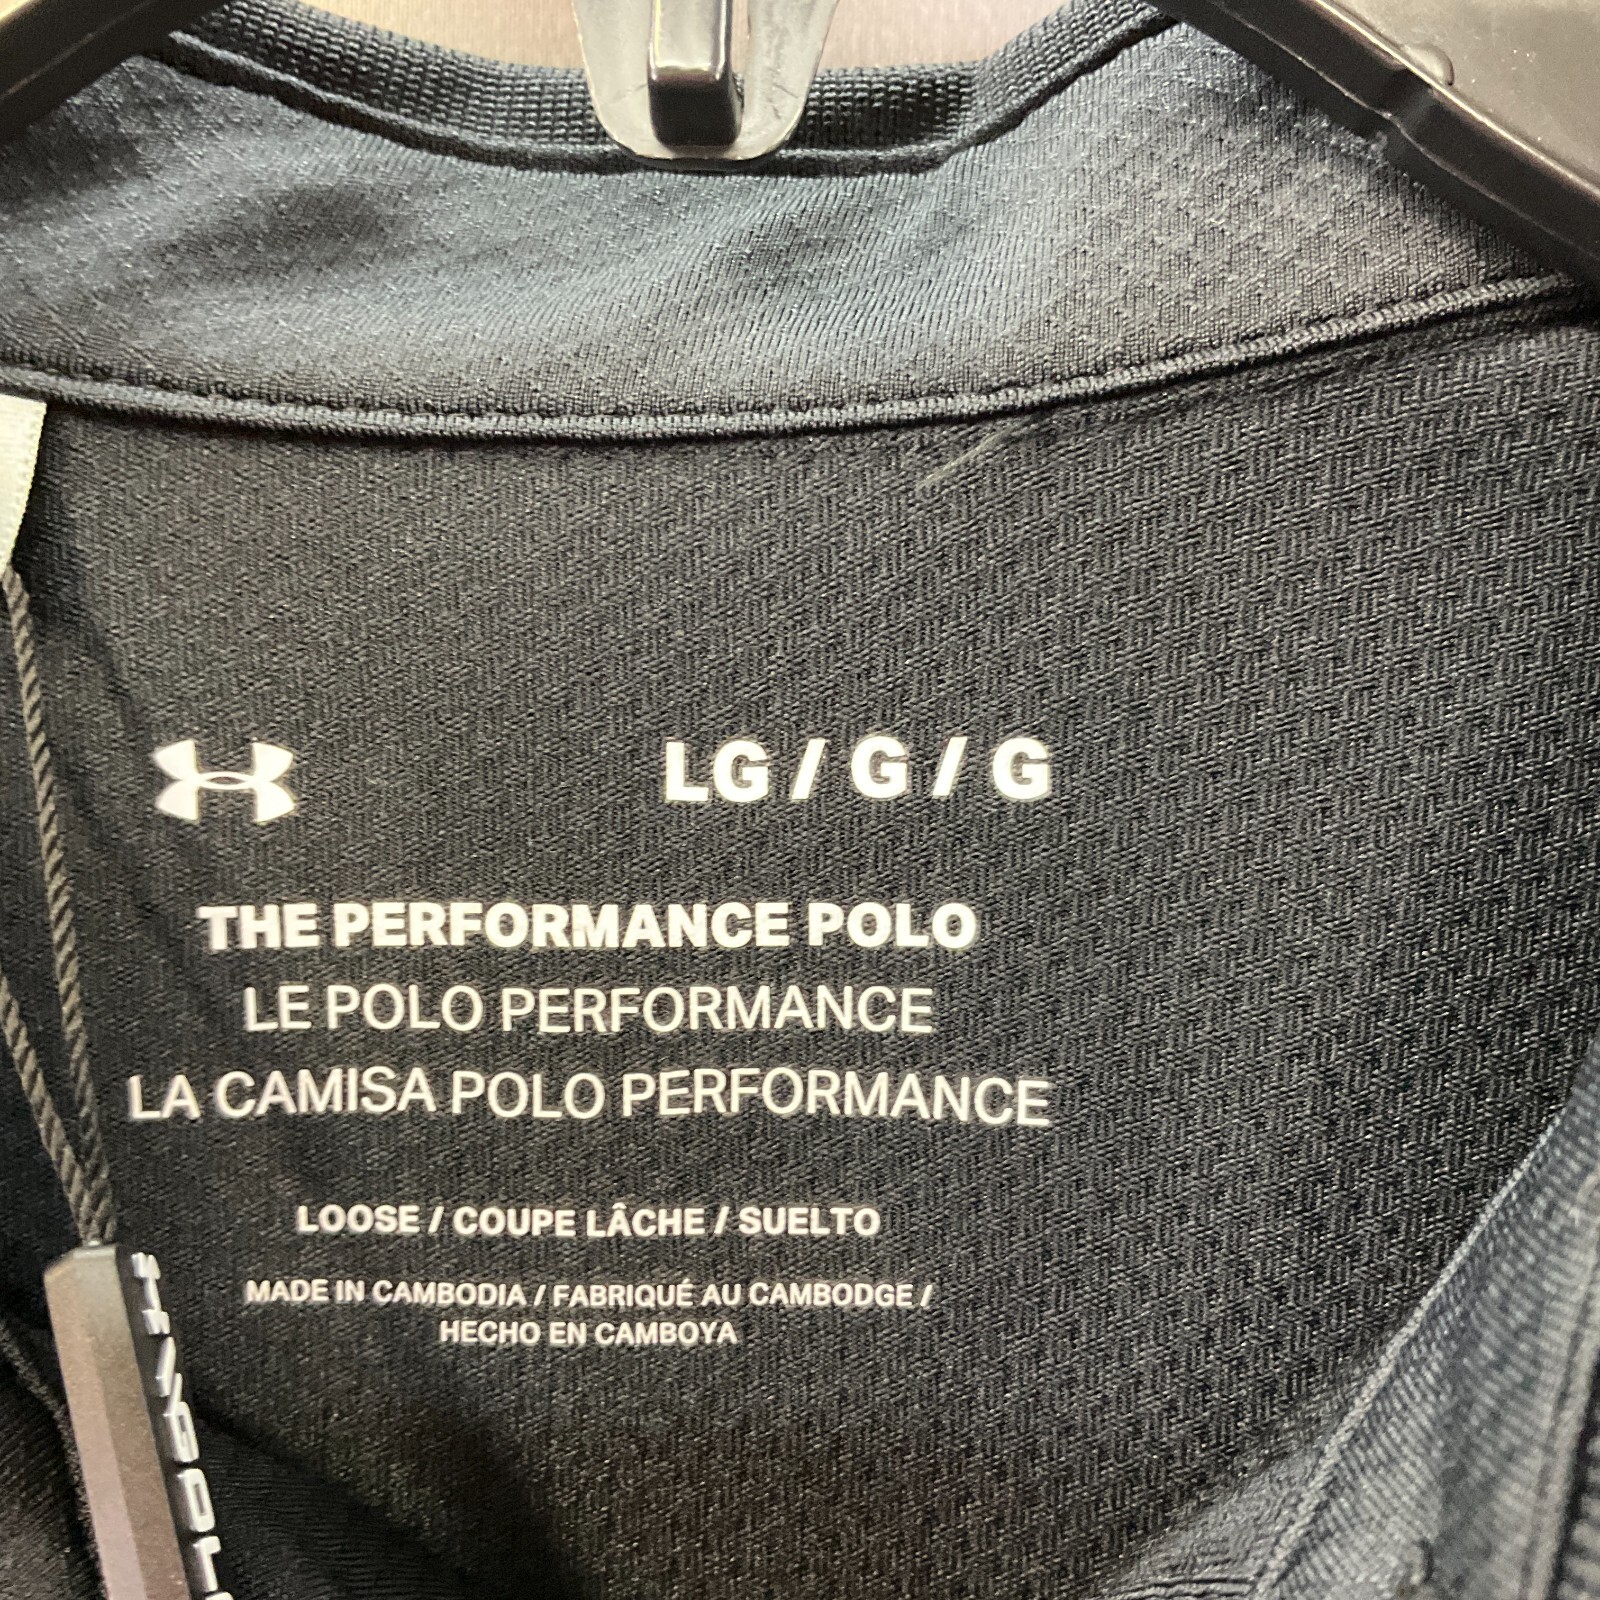 LG / G / G
THE PERFORMANCE POLO
LE POLO PERFORMANCE
LA CAMISA POLO PERFORMANCE
LOOSE / COUPE LÂCHE / SUELTO
MADE IN CAMBODIA / FABRIQUÉ AU CAMBODGE /
HECHO EN CAMBOYA